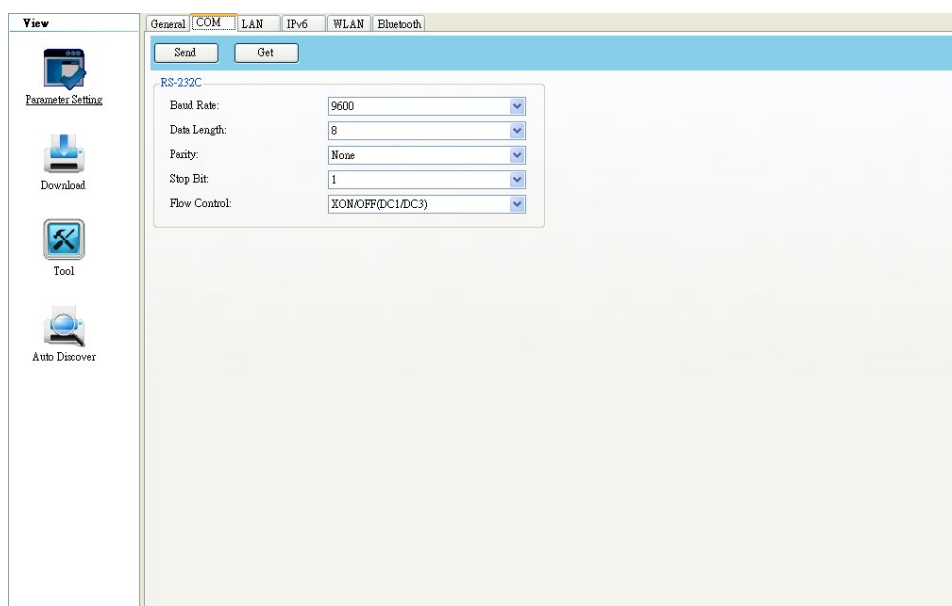 View
Parameter Setting
Download
Tool
Auto Discover
General COM LAN IPv6 WLAN Bluetooth
Send Get
RS-232C
Baud Rate: 9600
Data Length: 8
Parity: None
Stop Bit: 1
Flow Control: XON/OFF(DC1/DC3)